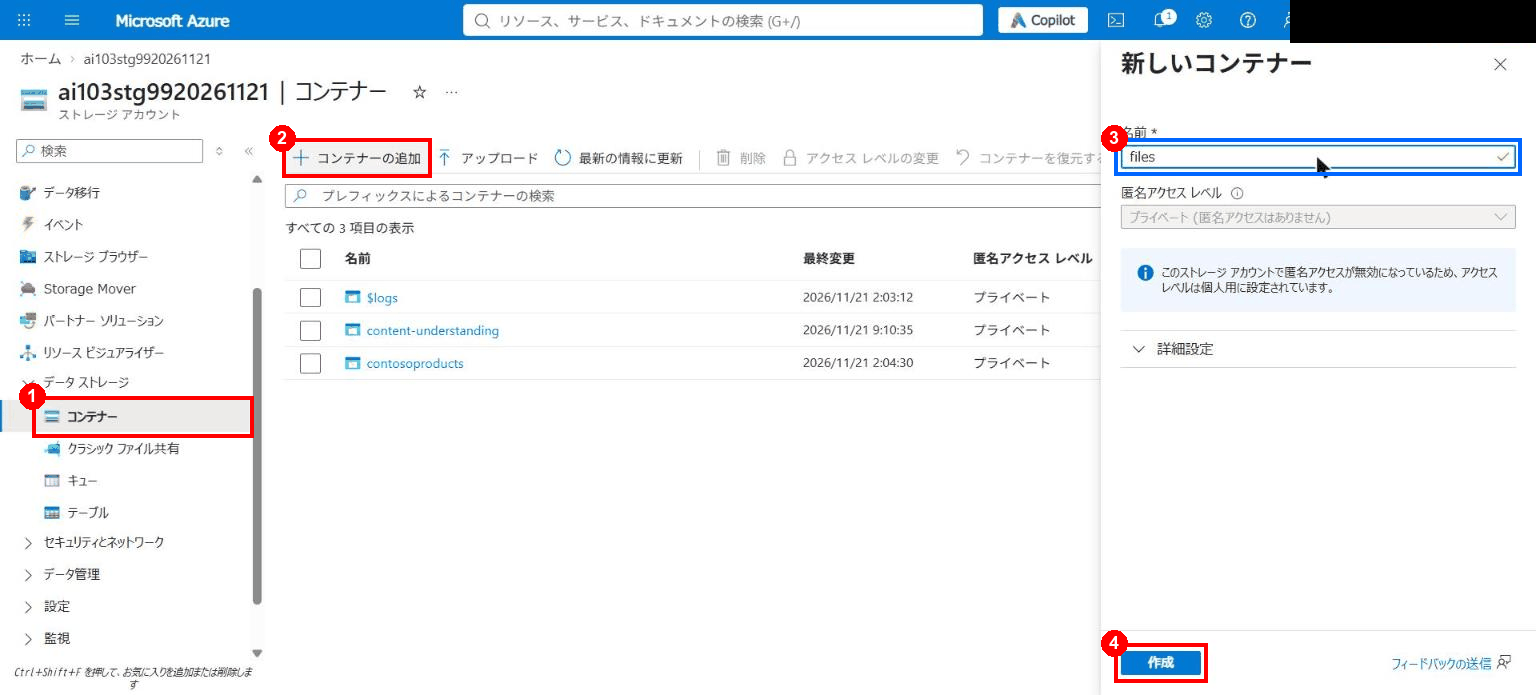 Microsoft Azure
リソース、サービス、ドキュメントの検索 (G+/)
Copilot
1
ホーム > ai103stg9920261121
ai103stg9920261121 | コンテナー
ストレージ アカウント
検索
データ移行
イベント
ストレージ ブラウザー
Storage Mover
パートナー ソリューション
リソース ビジュアライザー
データ ストレージ
1
コンテナー
クラシック ファイル共有
キュー
テーブル
セキュリティとネットワーク
データ管理
設定
監視
Ctrl+Shift+F を押して、お気に入りを追加または削除しま
す
2
コンテナーの追加 アップロード 最新の情報に更新 削除 アクセス レベルの変更 コンテナーを復元する
プレフィックスによるコンテナーの検索
すべての 3 項目の表示
名前 最終変更 匿名アクセス レベル
$logs 2026/11/21 2:03:12 プライベート
content-understanding 2026/11/21 9:10:35 プライベート
contosoproducts 2026/11/21 2:04:30 プライベート
新しいコンテナー
3
名前 *
files
匿名アクセス レベル
プライベート (匿名アクセスはありません)
このストレージ アカウントで匿名アクセスが無効になっているため、アクセス
レベルは個人用に設定されています。
詳細設定
4
作成
フィードバックの送信